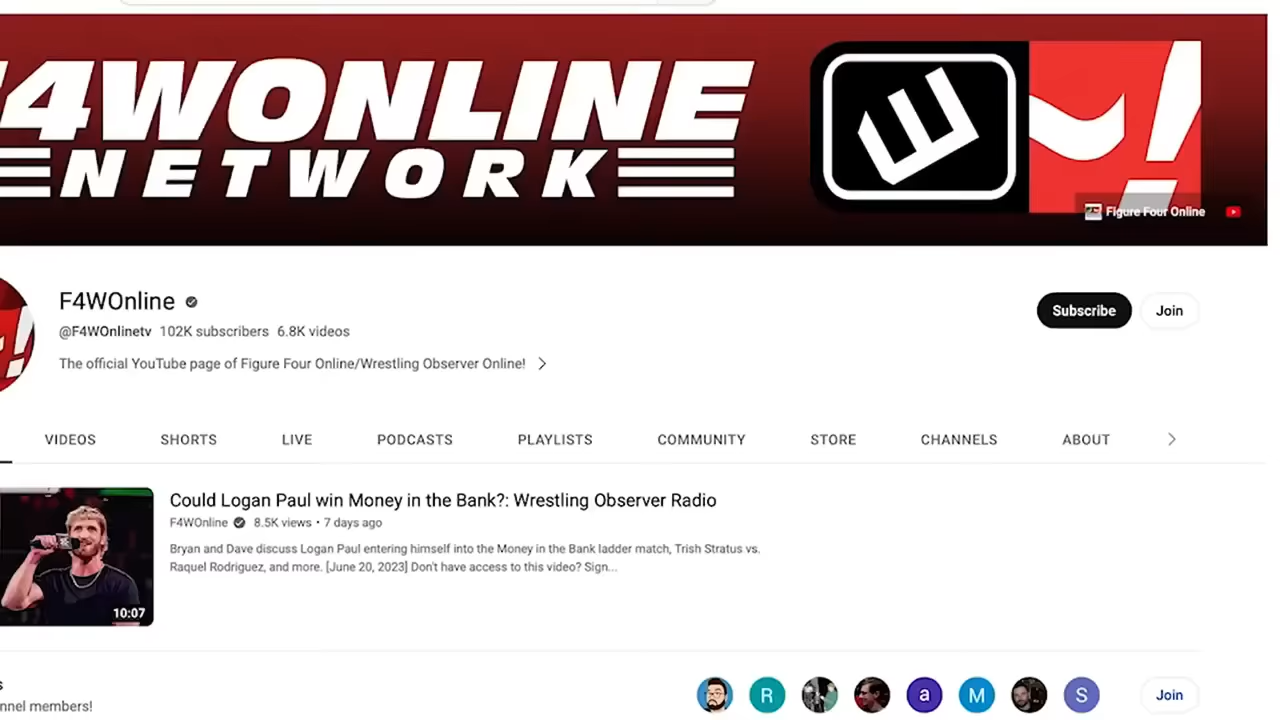 F4WONLINE
NETWORK
Figure Four Online
F4WOnline
@F4WOnlinetv 102K subscribers 6.8K videos
The official YouTube page of Figure Four Online/Wrestling Observer Online!
Subscribe
Join
VIDEOS SHORTS LIVE PODCASTS PLAYLISTS COMMUNITY STORE CHANNELS ABOUT
Could Logan Paul win Money in the Bank?: Wrestling Observer Radio
F4WOnline 8.5K views • 7 days ago
Bryan and Dave discuss Logan Paul entering himself into the Money in the Bank ladder match, Trish Stratus vs.
Raquel Rodriguez, and more. [June 20, 2023] Don't have access to this video? Sign...
10:07
R
a
M
S
Join
nnel members!